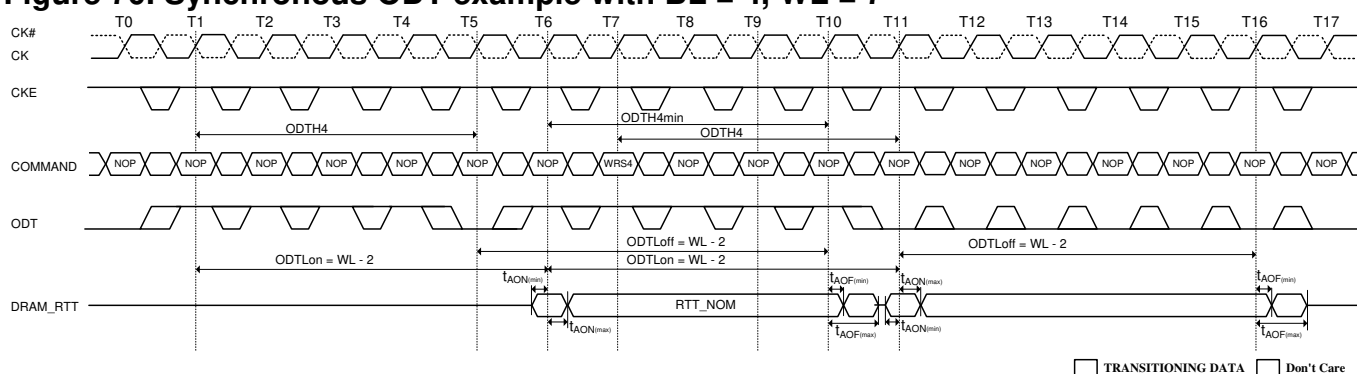 Figure 76. Synchronous ODT example with BL = 4, WL = 7
T0 T1 T2 T3 T4 T5 T6 T7 T8 T9 T10 T11 T12 T13 T14 T15 T16 T17
CK#
CK
CKE
ODTH4min
ODTH4
ODTH4
COMMAND NOP NOP NOP NOP NOP NOP NOP WRS4 NOP NOP NOP NOP NOP NOP NOP NOP NOP NOP
ODT
ODTLoff = WL - 2 ODTLoff = WL - 2
ODTLon = WL - 2 ODTLon = WL - 2
tAON(min) tAOF(min) tAON(max) tAOF(min)
DRAM_RTT RTT_NOM
tAON(max) tAOF(max) tAON(min) tAOF(max)
TRANSITIONING DATA Don't Care